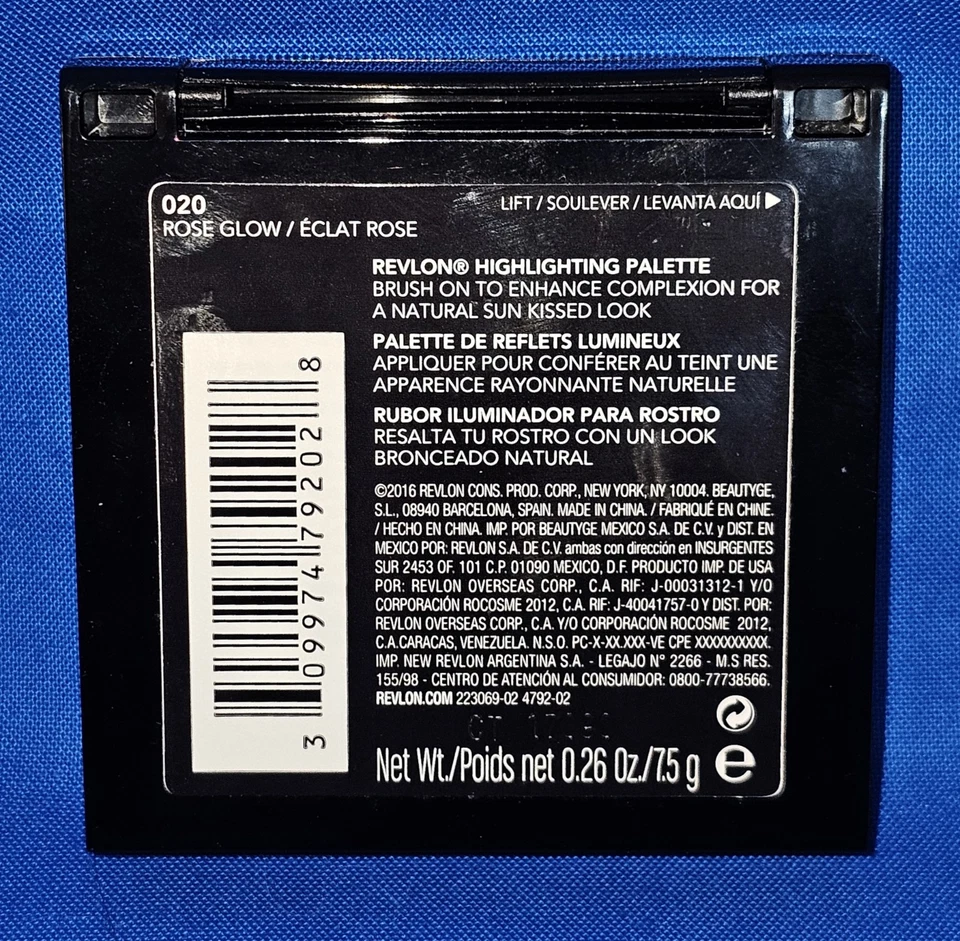 020
LIFT / SOULEVER / LEVANTA AQUÍ
ROSE GLOW / ÉCLAT ROSE
REVLON® HIGHLIGHTING PALETTE
BRUSH ON TO ENHANCE COMPLEXION FOR
A NATURAL SUN KISSED LOOK
PALETTE DE REFLETS LUMINEUX
APPLIQUER POUR CONFÉRER AU TEINT UNE
APPARENCE RAYONNANTE NATURELLE
RUBOR ILUMINADOR PARA ROSTRO
RESALTA TU ROSTRO CON UN LOOK
BRONCEADO NATURAL
©2016 REVLON CONS. PROD. CORP., NEW YORK, NY 10004. BEAUTYGE,
S.L., 08940 BARCELONA, SPAIN. MADE IN CHINA. / FABRIQUÉ EN CHINE.
/ HECHO EN CHINA. IMP. POR BEAUTYGE MEXICO S.A. DE C.V. y DIST. EN
MEXICO POR: REVLON S.A. DE C.V. ambas con dirección en INSURGENTES
SUR 2453 OF. 101 C.P. 01090 MEXICO, D.F. PRODUCTO IMP. DE USA
POR: REVLON OVERSEAS CORP., C.A. RIF: J-00031312-1 Y/O
CORPORACIÓN ROCOSME 2012, C.A. RIF: J-40041757-0 Y DIST. POR:
REVLON OVERSEAS CORP., C.A. Y/O CORPORACIÓN ROCOSME 2012,
C.A. CARACAS, VENEZUELA. N.S.O. PC-X-XX.XXX-VE CPE XXXXXXXXXX.
IMP. NEW REVLON ARGENTINA S.A. - LEGAJO N° 2266 - M.S RES.
155/98 - CENTRO DE ATENCIÓN AL CONSUMIDOR: 0800-77738566.
REVLON.COM 223069-02 4792-02
Net Wt./Poids net 0.26 Oz./7.5 g e
3 09974 79202 8